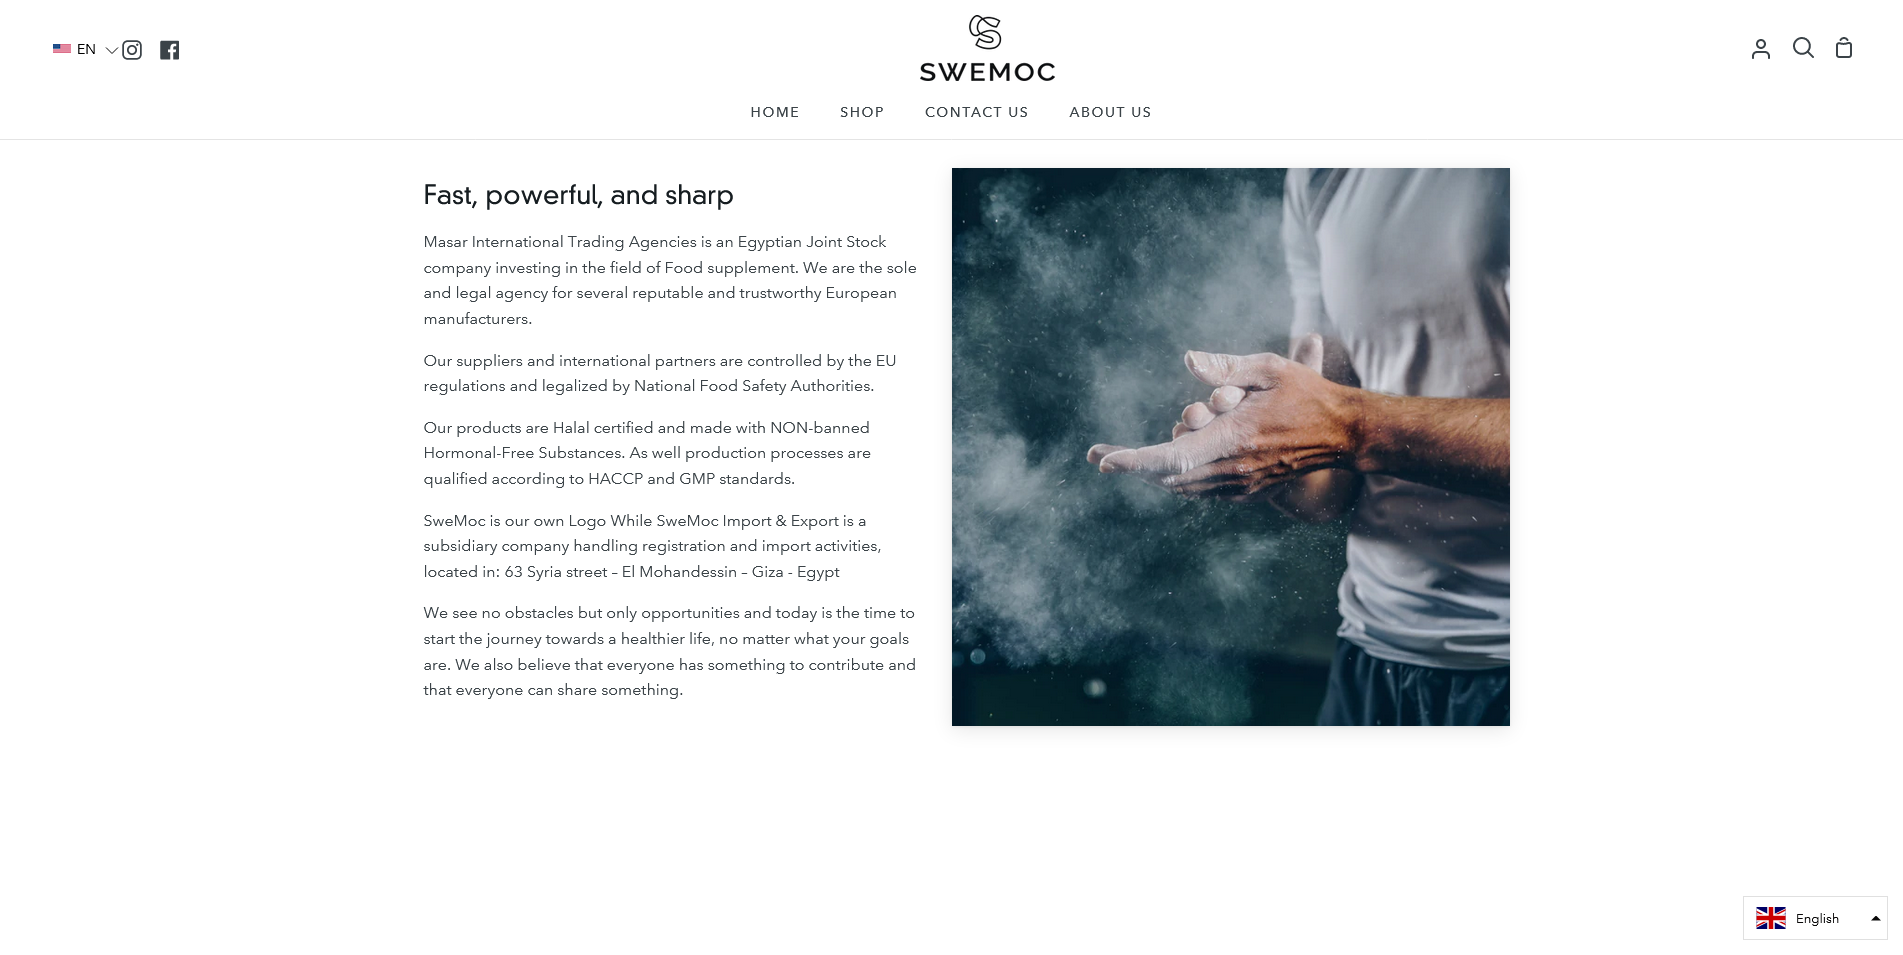 EN
SWEMOC
HOME SHOP CONTACT US ABOUT US
Fast, powerful, and sharp
Masar International Trading Agencies is an Egyptian Joint Stock
company investing in the field of Food supplement. We are the sole
and legal agency for several reputable and trustworthy European
manufacturers.
Our suppliers and international partners are controlled by the EU
regulations and legalized by National Food Safety Authorities.
Our products are Halal certified and made with NON-banned
Hormonal-Free Substances. As well production processes are
qualified according to HACCP and GMP standards.
SweMoc is our own Logo While SweMoc Import & Export is a
subsidiary company handling registration and import activities,
located in: 63 Syria street – El Mohandessin – Giza - Egypt
We see no obstacles but only opportunities and today is the time to
start the journey towards a healthier life, no matter what your goals
are. We also believe that everyone has something to contribute and
that everyone can share something.
English